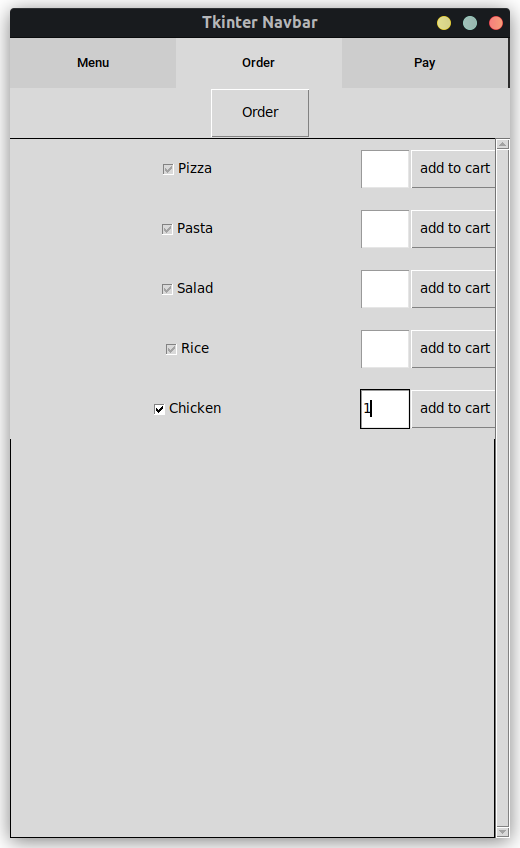 Tkinter Navbar
Menu Order Pay
Order
Pizza add to cart
Pasta add to cart
Salad add to cart
Rice add to cart
Chicken 1 add to cart